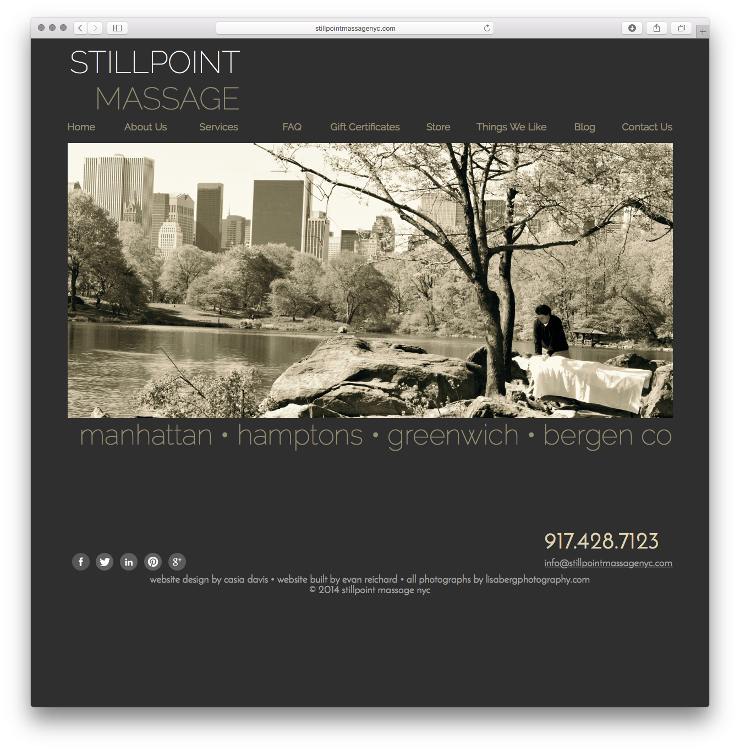 stillpointmassagenyc.com
STILLPOINT
MASSAGE
Home About Us Services FAQ Gift Certificates Store Things We Like Blog Contact Us
manhattan • hamptons • greenwich • bergen co
917.428.7123
info@stillpointmassagenyc.com
website design by casia davis • website built by evan reichard • all photographs by lisabergphotography.com
© 2014 stillpoint massage nyc